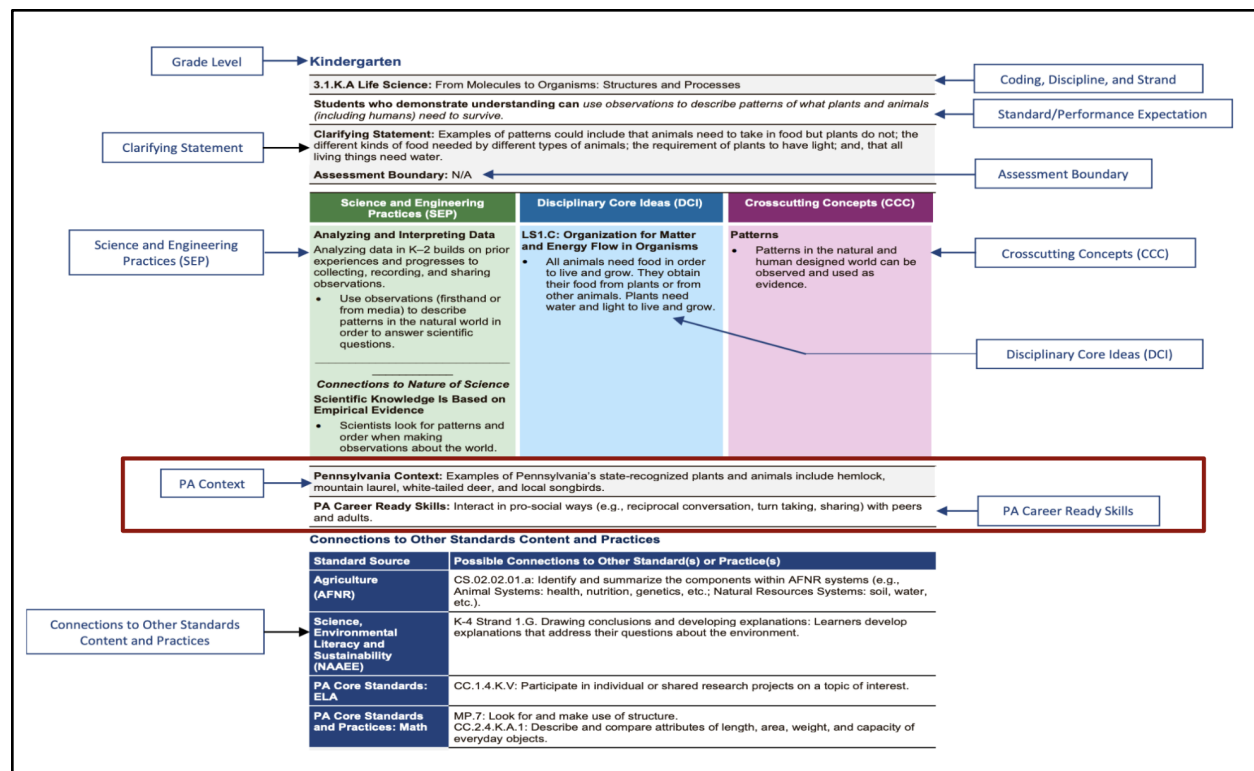 Grade Level
Kindergarten
3.1.K.A Life Science: From Molecules to Organisms: Structures and Processes
Coding, Discipline, and Strand
Students who demonstrate understanding can use observations to describe patterns of what plants and animals
(including humans) need to survive.
Standard/Performance Expectation
Clarifying Statement
Clarifying Statement: Examples of patterns could include that animals need to take in food but plants do not; the
different kinds of food needed by different types of animals; the requirement of plants to have light; and, that all
living things need water.
Assessment Boundary: N/A
Assessment Boundary
Science and Engineering
Practices (SEP)
Science and Engineering
Practices (SEP)
Analyzing and Interpreting Data
Analyzing data in K–2 builds on prior
experiences and progresses to
collecting, recording, and sharing
observations.
• Use observations (firsthand or
from media) to describe
patterns in the natural world in
order to answer scientific
questions.
Connections to Nature of Science
Scientific Knowledge Is Based on
Empirical Evidence
• Scientists look for patterns and
order when making
observations about the world.
Disciplinary Core Ideas (DCI)
LS1.C: Organization for Matter
and Energy Flow in Organisms
• All animals need food in order
to live and grow. They obtain
their food from plants or from
other animals. Plants need
water and light to live and grow.
Crosscutting Concepts (CCC)
Patterns
• Patterns in the natural and
human designed world can be
observed and used as
evidence.
Crosscutting Concepts (CCC)
Disciplinary Core Ideas (DCI)
PA Context
Pennsylvania Context: Examples of Pennsylvania's state-recognized plants and animals include hemlock,
mountain laurel, white-tailed deer, and local songbirds.
PA Career Ready Skills: Interact in pro-social ways (e.g., reciprocal conversation, turn taking, sharing) with peers
and adults.
PA Career Ready Skills
Connections to Other Standards Content and Practices
Connections to Other Standards
Content and Practices
Standard Source
Possible Connections to Other Standard(s) or Practice(s)
Agriculture
(AFNR)
CS.02.02.01.a: Identify and summarize the components within AFNR systems (e.g.,
Animal Systems: health, nutrition, genetics, etc.; Natural Resources Systems: soil, water,
etc.).
Science,
Environmental
Literacy and
Sustainability
(NAAEE)
K-4 Strand 1.G. Drawing conclusions and developing explanations: Learners develop
explanations that address their questions about the environment.
PA Core Standards:
ELA
CC.1.4.K.V: Participate in individual or shared research projects on a topic of interest.
PA Core Standards
and Practices: Math
MP.7: Look for and make use of structure.
CC.2.4.K.A.1: Describe and compare attributes of length, area, weight, and capacity of
everyday objects.